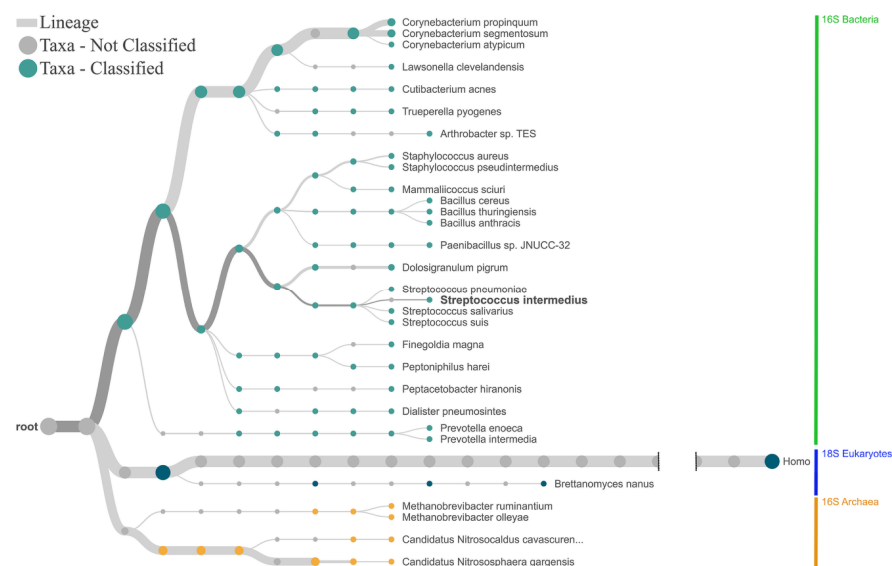 Lineage
Taxa - Not Classified
Taxa - Classified
16S Bacteria
Corynebacterium propinquum
Corynebacterium segmentosum
Corynebacterium atypicum
Lawsonella clevelandensis
Cutibacterium acnes
Trueperella pyogenes
Arthrobacter sp. TES
Staphylococcus aureus
Staphylococcus pseudintermedius
Mammaliicoccus sciuri
Bacillus cereus
Bacillus thuringiensis
Bacillus anthracis
Paenibacillus sp. JNUCC-32
Dolosigranulum pigrum
Streptococcus pneumoniae
Streptococcus intermedius
Streptococcus salivarius
Streptococcus suis
Finegoldia magna
Peptoniphilus harei
Peptacetobacter hiranonis
Dialister pneumosintes
root
Prevotella enoeca
Prevotella intermedia
18S Eukaryotes
Homo
Brettanomyces nanus
16S Archaea
Methanobrevibacter ruminantium
Methanobrevibacter olleyae
Candidatus Nitrosocaldus cavascuren...
Candidatus Nitrososphaera gargensis